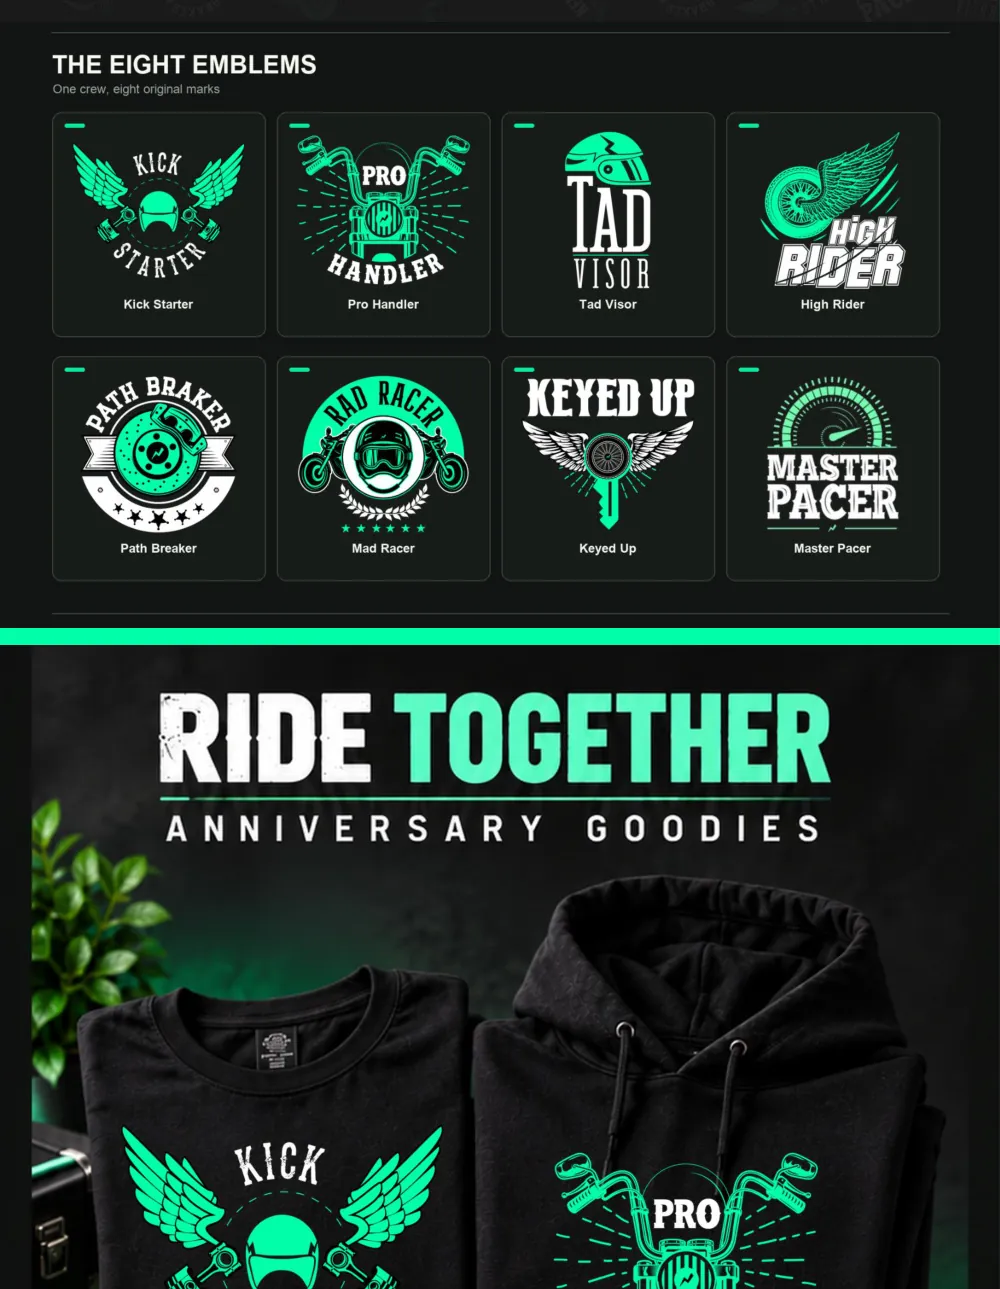 THE EIGHT EMBLEMS
One crew, eight original marks
KICK
STARTER
Kick Starter
PRO
HANDLER
Pro Handler
TAD
VISOR
Tad Visor
HIGH
RIDER
High Rider
PATH BRAKER
Path Breaker
RAD RACER
Mad Racer
KEYED UP
Keyed Up
MASTER
PACER
Master Pacer
RIDE TOGETHER
ANNIVERSARY GOODIES
KICK
PRO